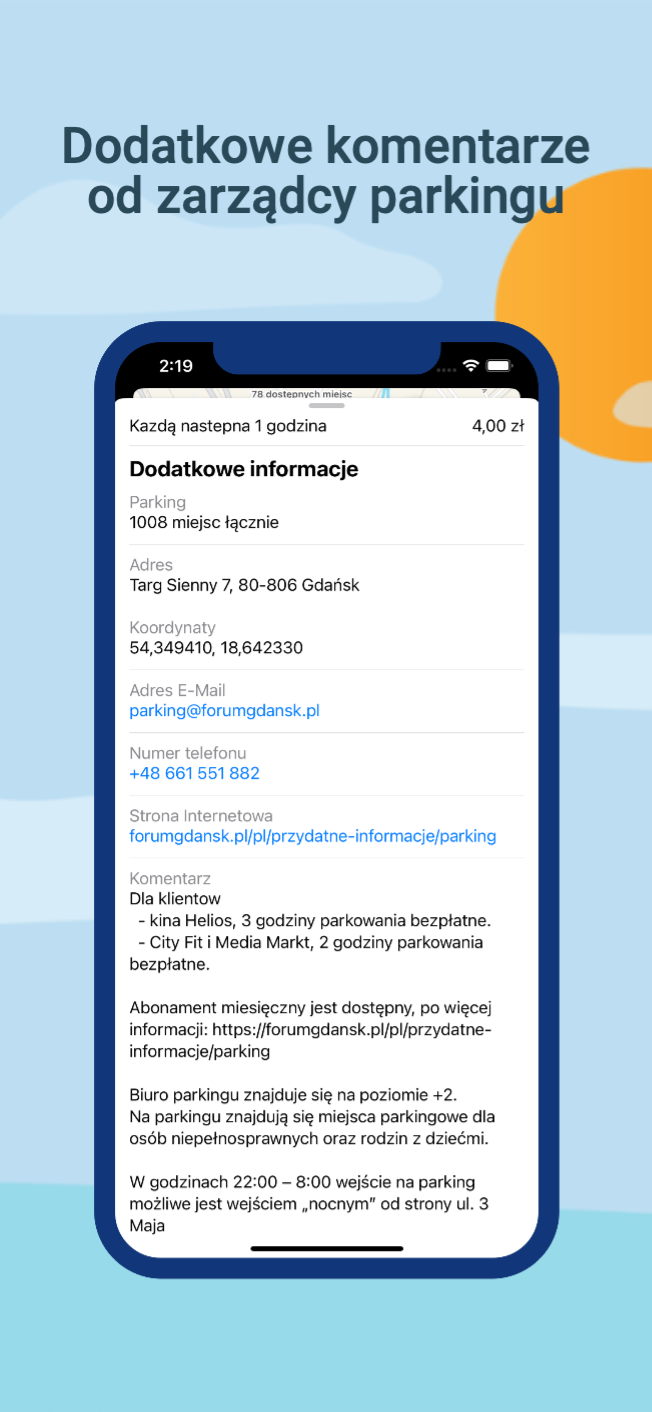 Dodatkowe komentarze
od zarządcy parkingu
2:19
78 dostępnych miejsc
Kazdą nastepna 1 godzina 4,00 zł
Dodatkowe informacje
Parking
1008 miejsc łącznie
Adres
Targ Sienny 7, 80-806 Gdańsk
Koordynaty
54,349410, 18,642330
Adres E-Mail
parking@forumgdansk.pl
Numer telefonu
+48 661 551 882
Strona Internetowa
forumgdansk.pl/pl/przydatne-informacje/parking
Komentarz
Dla klientow
- kina Helios, 3 godziny parkowania bezpłatne.
- City Fit i Media Markt, 2 godziny parkowania
bezpłatne.
Abonament miesięczny jest dostępny, po więcej
informacji: https://forumgdansk.pl/pl/przydatne-
informacje/parking
Biuro parkingu znajduje się na poziomie +2.
Na parkingu znajdują się miejsca parkingowe dla
osób niepełnosprawnych oraz rodzin z dziećmi.
W godzinach 22:00 – 8:00 wejście na parking
możliwe jest wejściem „nocnym” od strony ul. 3
Maja